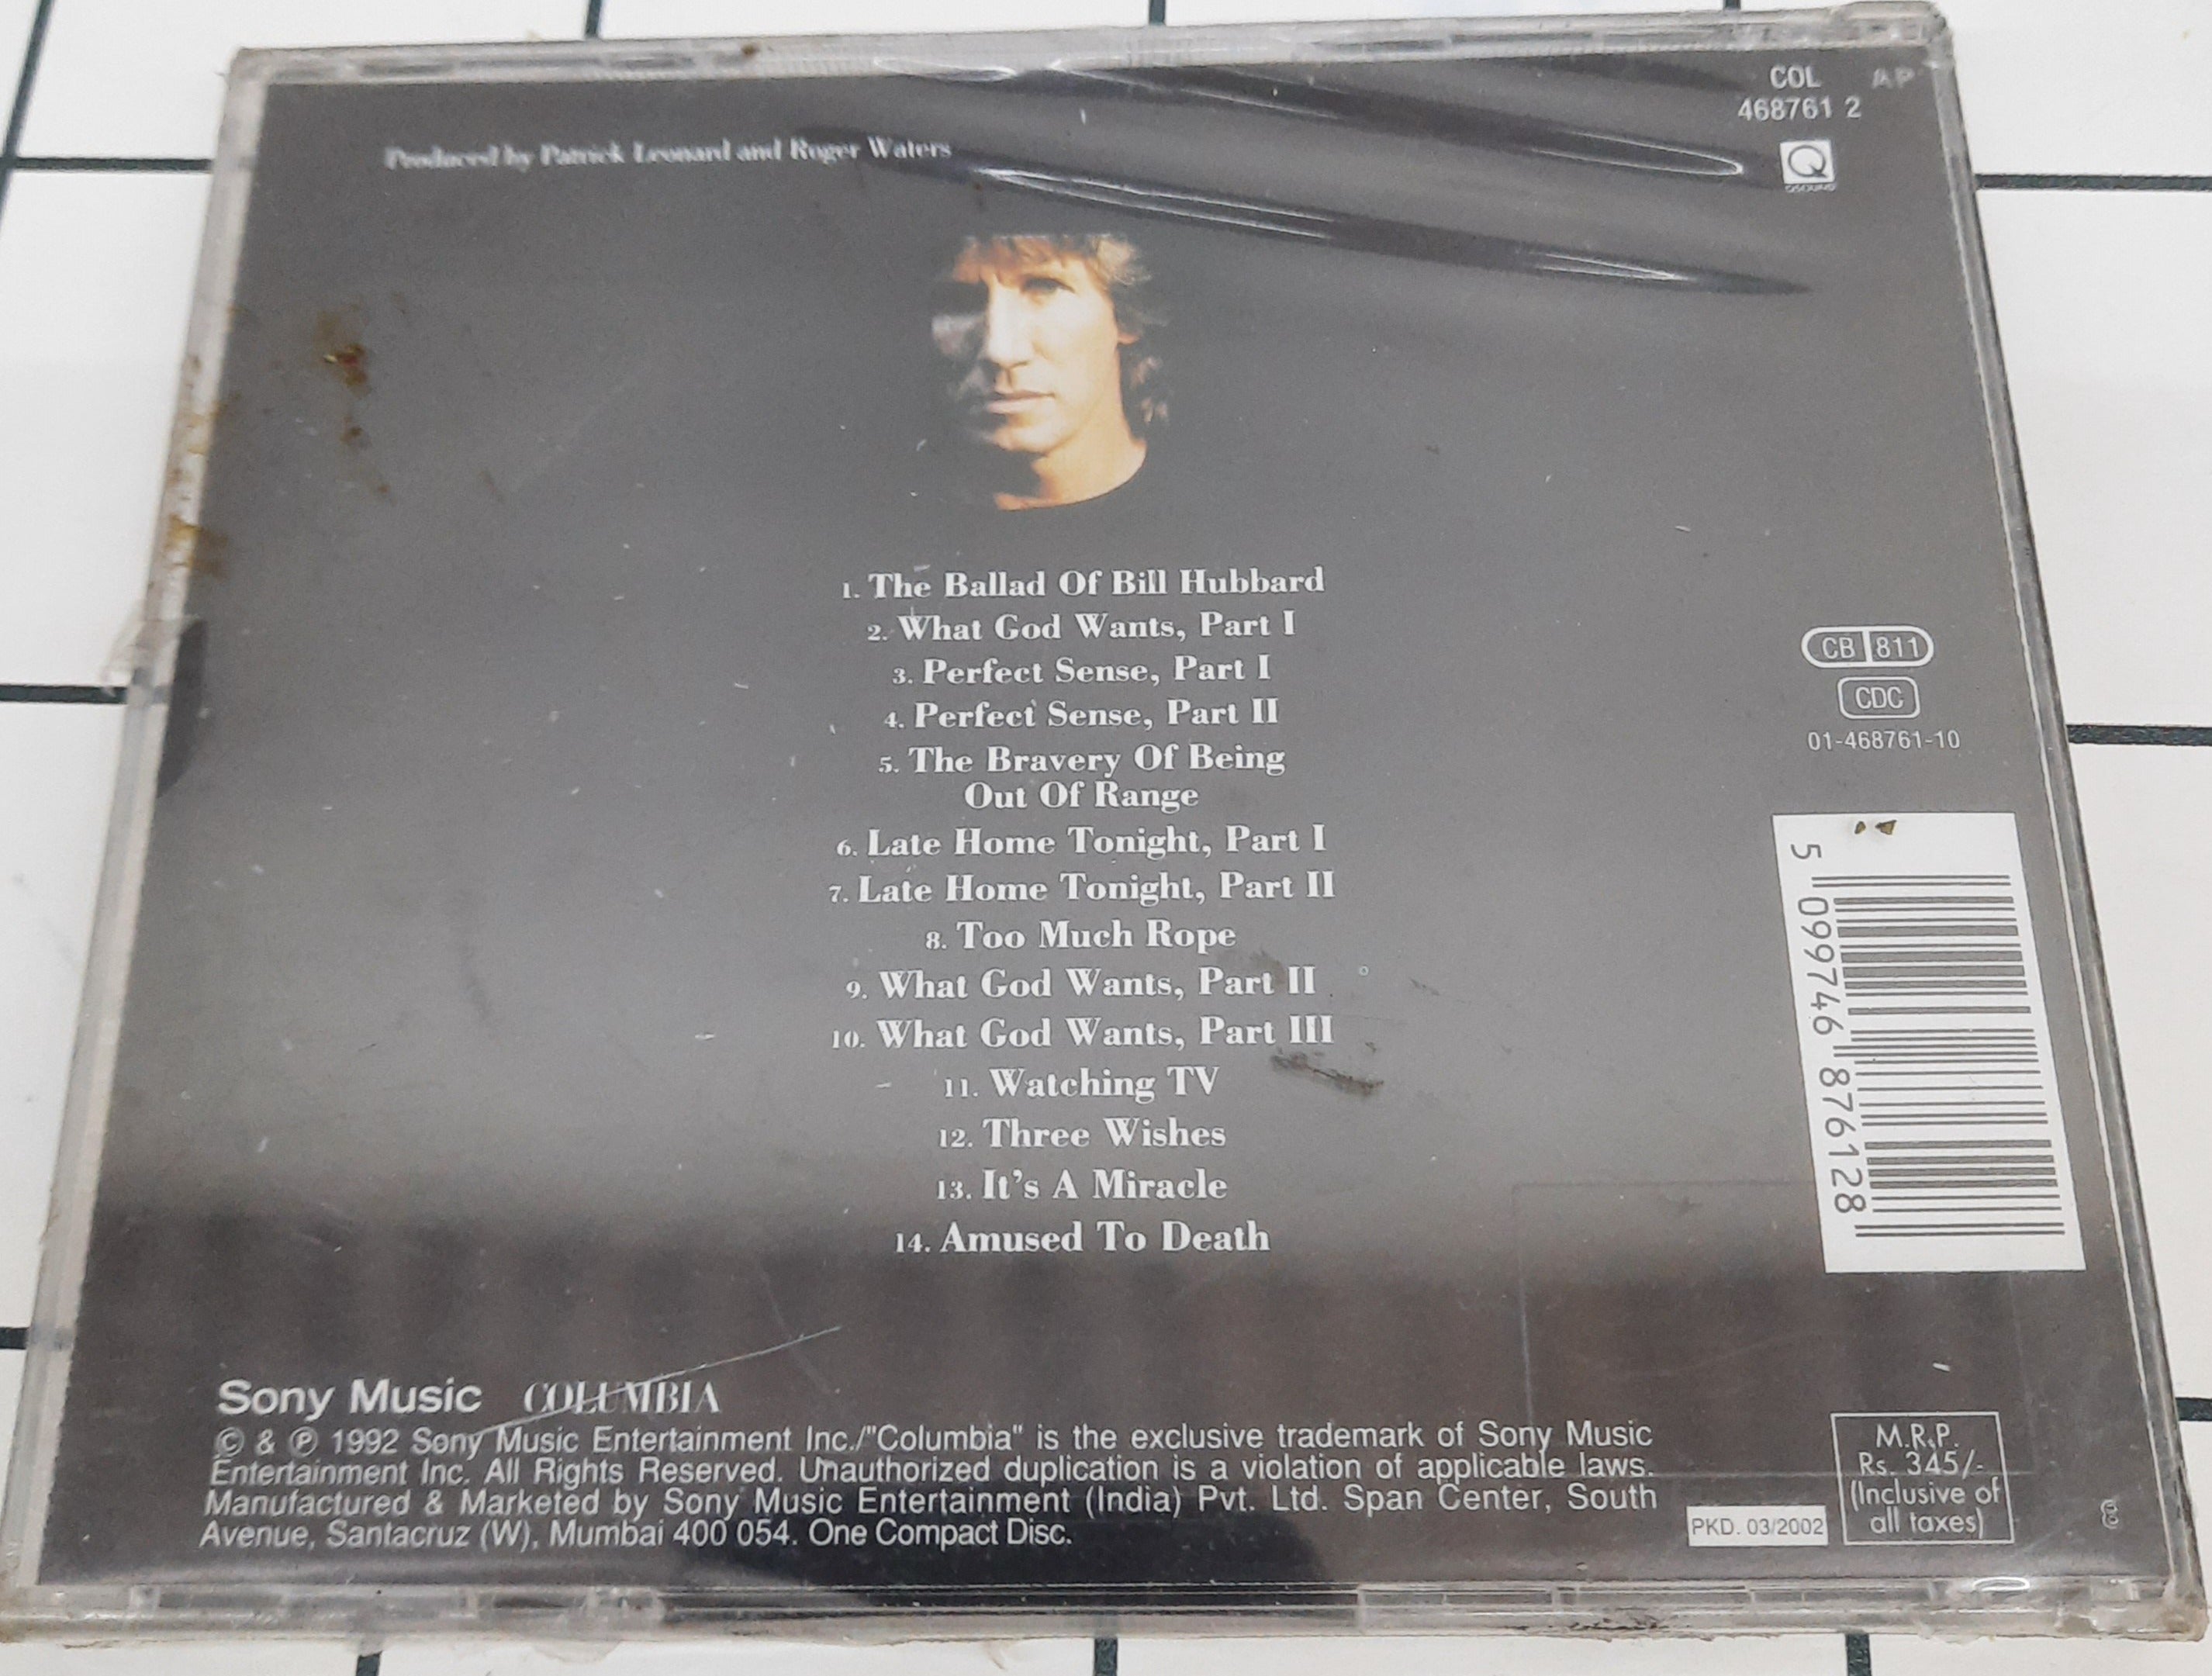 COL AP
468761 2
QSOUND
Produced by Patrick Leonard and Roger Waters
1. The Ballad Of Bill Hubbard
2. What God Wants, Part I
3. Perfect Sense, Part I
4. Perfect Sense, Part II
5. The Bravery Of Being
Out Of Range
6. Late Home Tonight, Part I
7. Late Home Tonight, Part II
8. Too Much Rope
9. What God Wants, Part II
10. What God Wants, Part III
11. Watching TV
12. Three Wishes
13. It's A Miracle
14. Amused To Death
CB 811
CDC
01-468761-10
5 099746 876128
Sony Music COLUMBIA
© & ℗ 1992 Sony Music Entertainment Inc./"Columbia" is the exclusive trademark of Sony Music
Entertainment Inc. All Rights Reserved. Unauthorized duplication is a violation of applicable laws.
Manufactured & Marketed by Sony Music Entertainment (India) Pvt. Ltd. Span Center, South
Avenue, Santacruz (W), Mumbai 400 054. One Compact Disc.
PKD. 03/2002
M.R.P.
Rs. 345/-
(Inclusive of
all taxes)